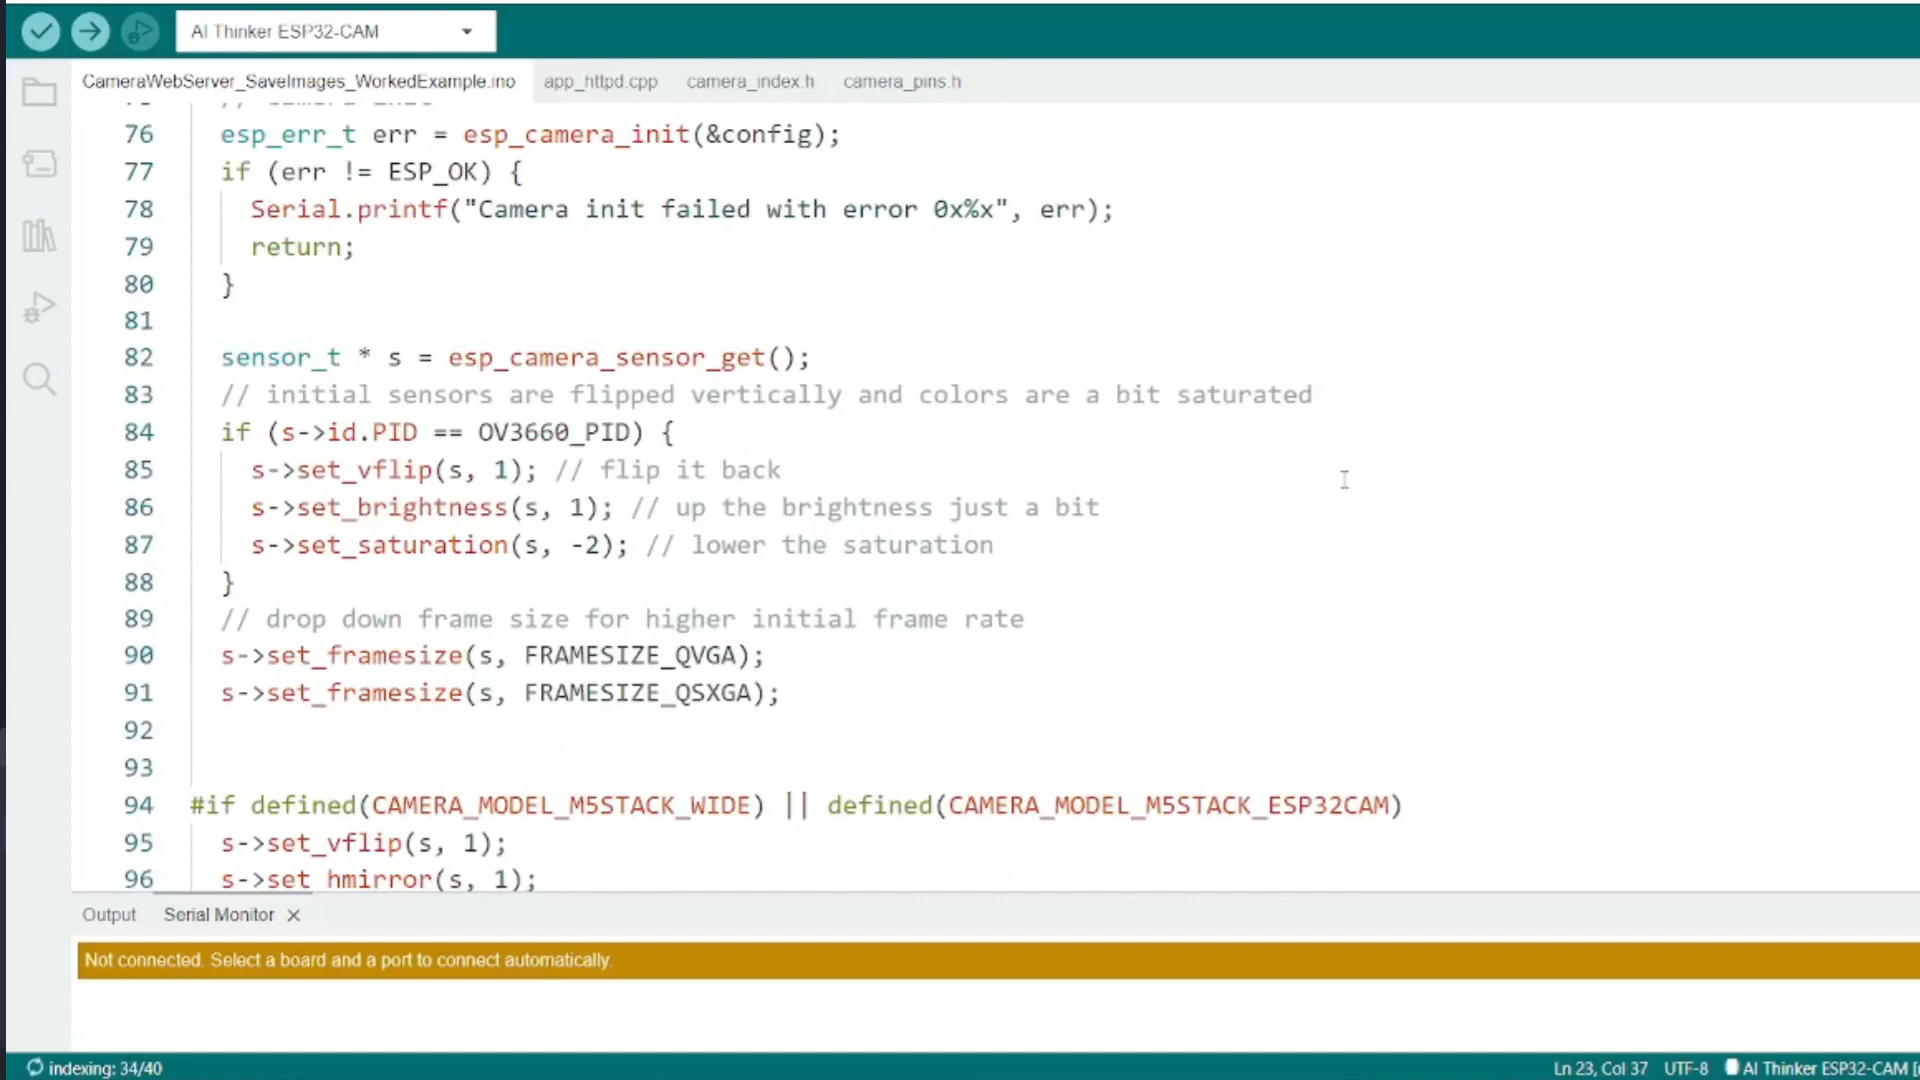 AI Thinker ESP32-CAM
CameraWebServer_SaveImages_WorkedExample.ino app_httpd.cpp camera_index.h camera_pins.h
76 esp_err_t err = esp_camera_init(&config);
77 if (err != ESP_OK) {
78 Serial.printf("Camera init failed with error 0x%x", err);
79 return;
80 }
81
82 sensor_t * s = esp_camera_sensor_get();
83 // initial sensors are flipped vertically and colors are a bit saturated
84 if (s->id.PID == OV3660_PID) {
85 s->set_vflip(s, 1); // flip it back
86 s->set_brightness(s, 1); // up the brightness just a bit
87 s->set_saturation(s, -2); // lower the saturation
88 }
89 // drop down frame size for higher initial frame rate
90 s->set_framesize(s, FRAMESIZE_QVGA);
91 s->set_framesize(s, FRAMESIZE_QSXGA);
92
93
94 #if defined(CAMERA_MODEL_M5STACK_WIDE) || defined(CAMERA_MODEL_M5STACK_ESP32CAM)
95 s->set_vflip(s, 1);
96 s->set_hmirror(s, 1);
Output Serial Monitor
Not connected. Select a board and a port to connect automatically.
indexing: 34/40 Ln 23, Col 37 UTF-8 AI Thinker ESP32-CAM [